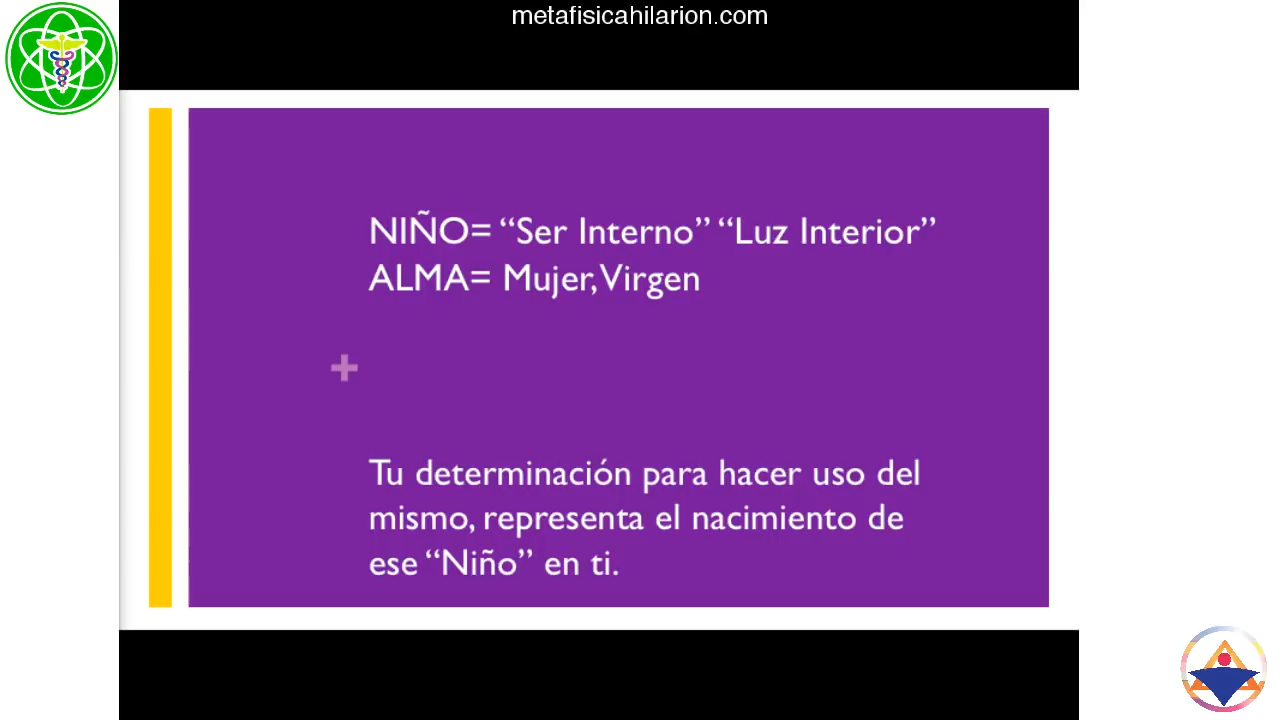 metafisicahilarion.com
NIÑO= “Ser Interno” “Luz Interior”
ALMA= Mujer, Virgen
+
Tu determinación para hacer uso del
mismo, representa el nacimiento de
ese “Niño” en ti.